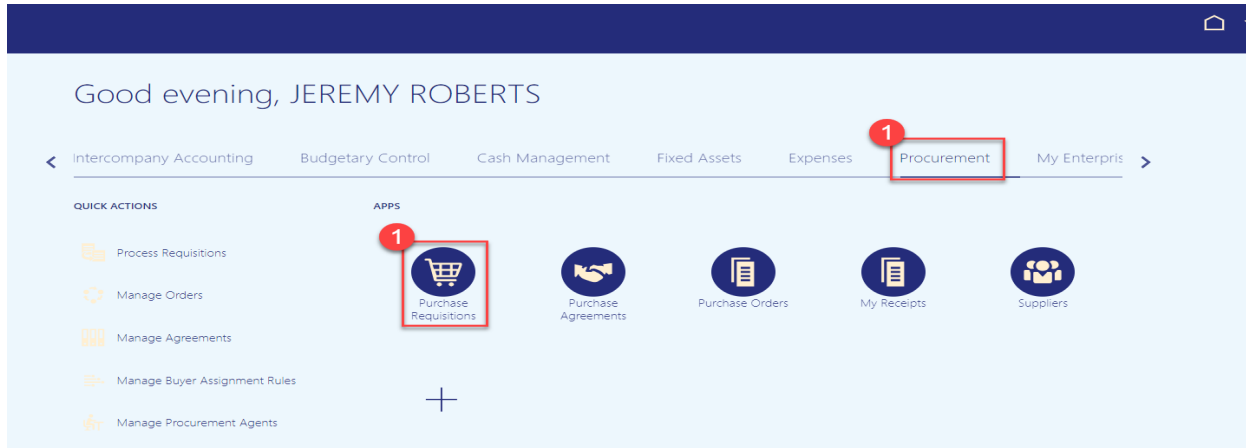 Good evening, JEREMY ROBERTS
1
Intercompany Accounting Budgetary Control Cash Management Fixed Assets Expenses Procurement My Enterpris
QUICK ACTIONS APPS
1
Process Requisitions
Manage Orders
Manage Agreements
Manage Buyer Assignment Rules
Manage Procurement Agents
Purchase
Requisitions
Purchase
Agreements
Purchase Orders
My Receipts
Suppliers